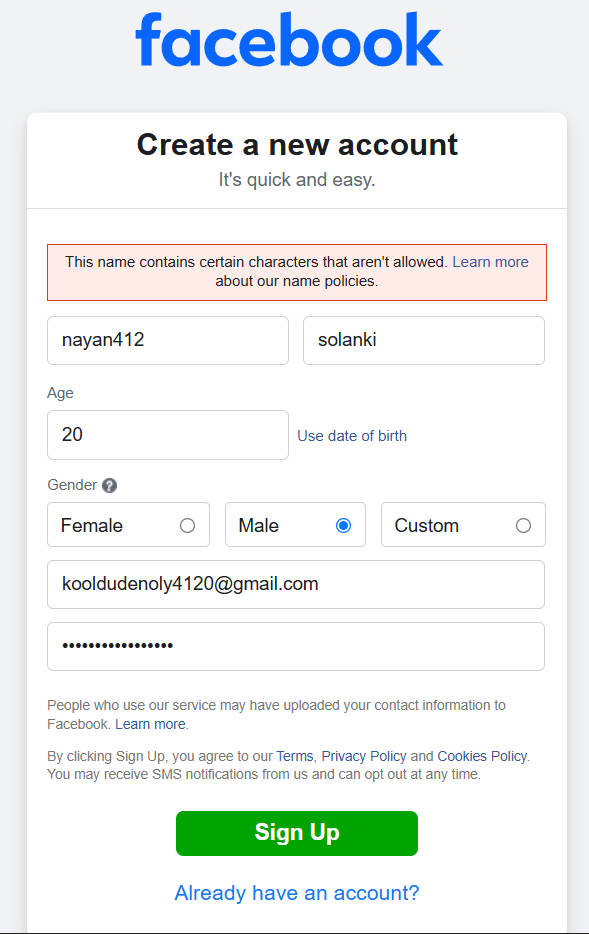 facebook
Create a new account
It's quick and easy.
This name contains certain characters that aren't allowed. Learn more
about our name policies.
nayan412 solanki
Age
20 Use date of birth
Gender ?
Female Male Custom
kooldudenoly4120@gmail.com
•••••••••••••••••
People who use our service may have uploaded your contact information to
Facebook. Learn more.
By clicking Sign Up, you agree to our Terms, Privacy Policy and Cookies Policy.
You may receive SMS notifications from us and can opt out at any time.
Sign Up
Already have an account?